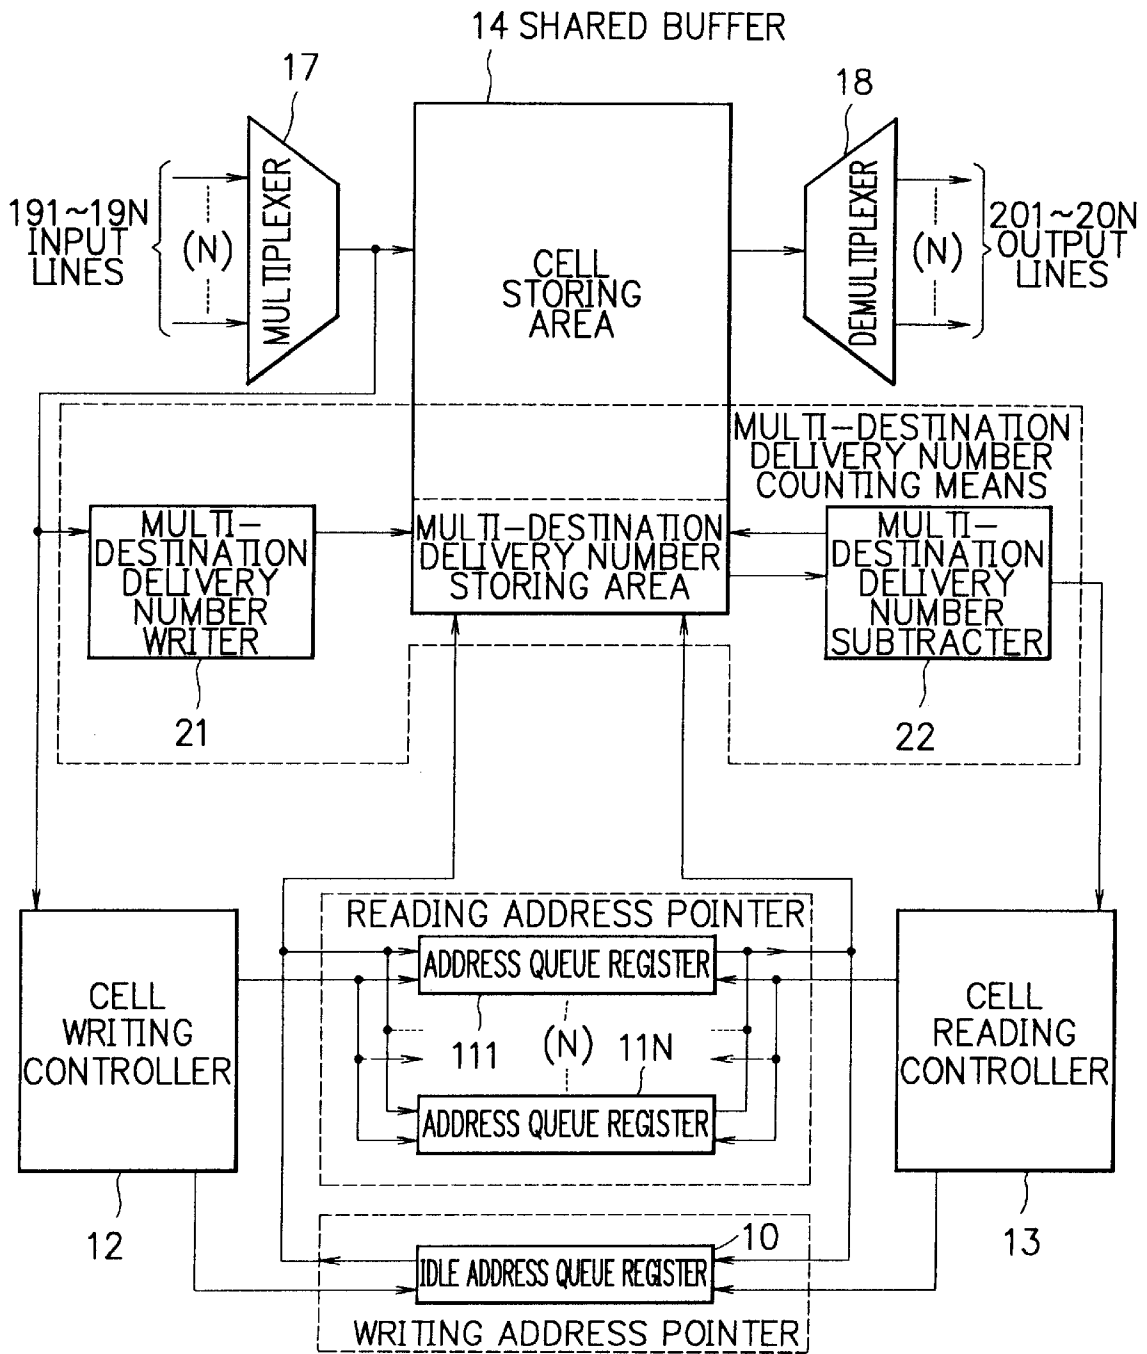 14 SHARED BUFFER
17
18
191~19N
INPUT
LINES
(N)
MULTIPLEXER
CELL
STORING
AREA
DEMULTIPLEXER
(N)
201~20N
OUTPUT
LINES
MULTI-DESTINATION
DELIVERY NUMBER
COUNTING MEANS
MULTI-
DESTINATION
DELIVERY
NUMBER
WRITER
MULTI-DESTINATION
DELIVERY NUMBER
STORING AREA
MULTI-
DESTINATION
DELIVERY
NUMBER
SUBTRACTER
21
22
READING ADDRESS POINTER
ADDRESS QUEUE REGISTER
CELL
WRITING
CONTROLLER
111
(N)
11N
CELL
READING
CONTROLLER
ADDRESS QUEUE REGISTER
12
13
10
IDLE ADDRESS QUEUE REGISTER
WRITING ADDRESS POINTER